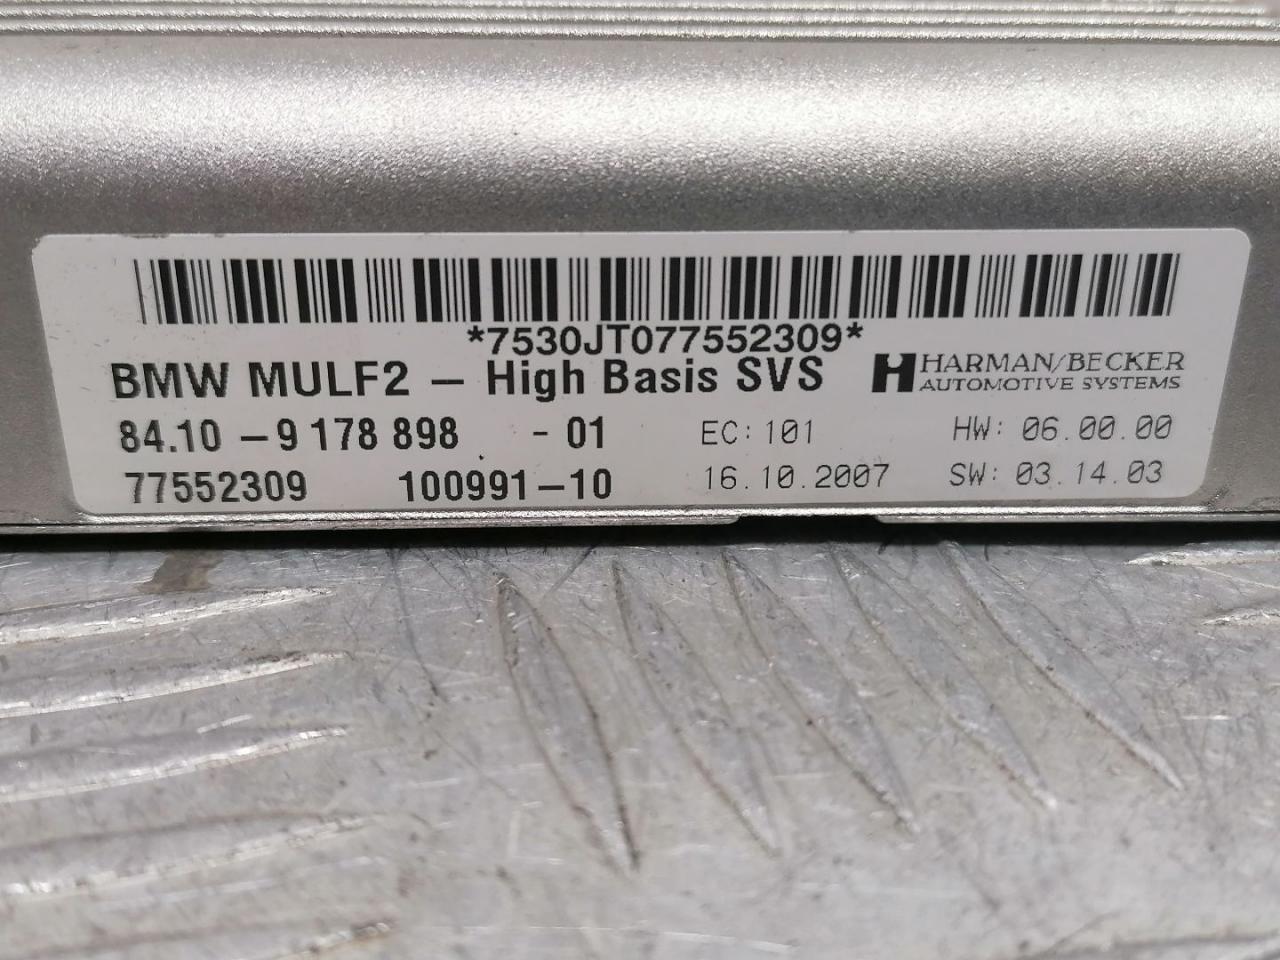 *7530JT077552309*
BMW MULF2 – High Basis SVS
HARMAN/BECKER
AUTOMOTIVE SYSTEMS
84.10 – 9 178 898 - 01 EC: 101 HW: 06.00.00
77552309 100991–10 16.10.2007 SW: 03.14.03